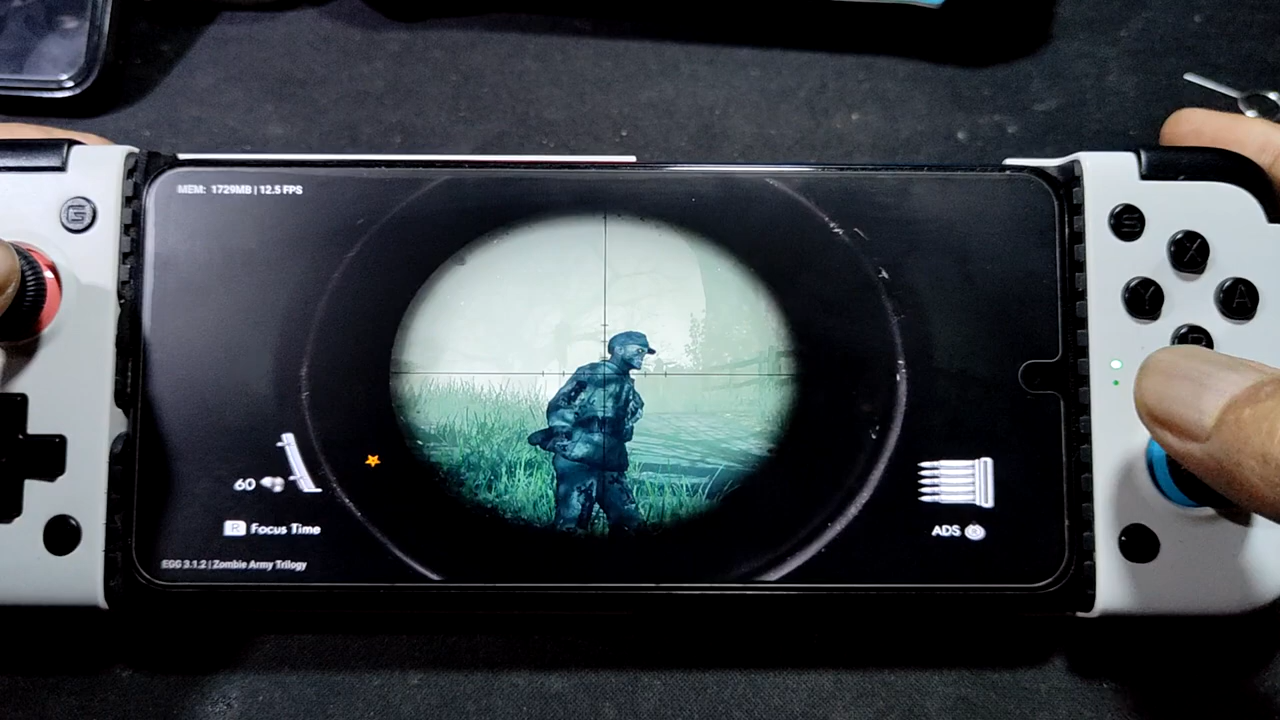 MEM: 1729MB | 12.5 FPS
G
S
X
Y
A
60
R Focus Time
ADS
EGG 3.1.2 | Zombie Army Trilogy